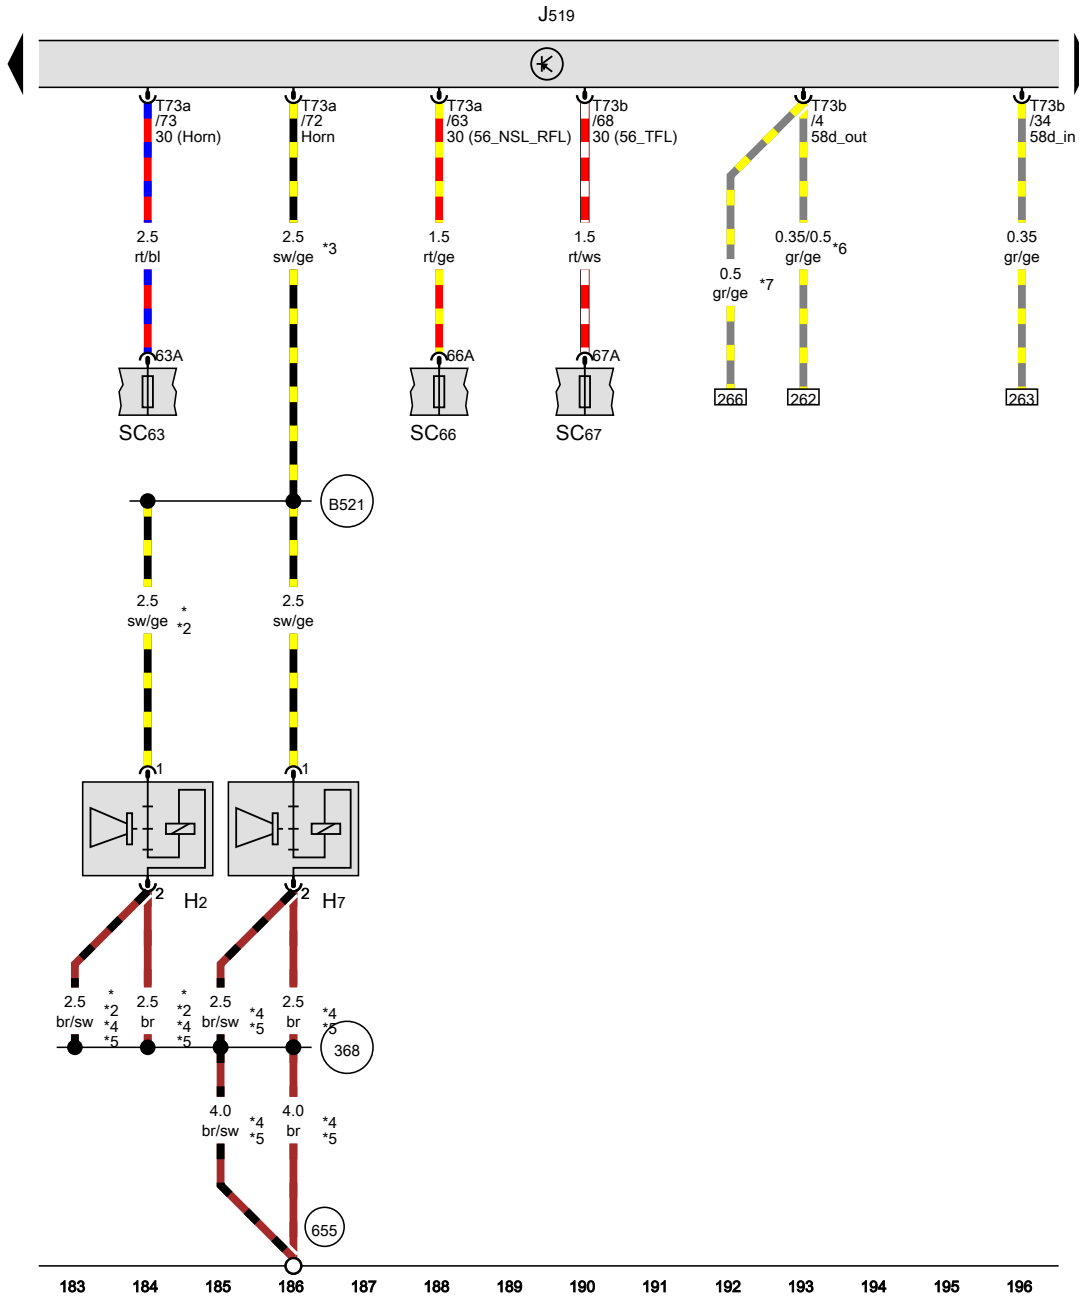 J519
T73a
/73
30 (Horn)
T73a
/72
Horn
T73a
/63
30 (56_NSL_RFL)
T73b
/68
30 (56_TFL)
T73b
/4
58d_out
T73b
/34
58d_in
2.5
rt/bl
2.5
sw/ge
*3
1.5
rt/ge
1.5
rt/ws
0.5
gr/ge
*7
0.35/0.5
gr/ge
*6
0.35
gr/ge
63A
66A
67A
266
262
263
SC63
SC66
SC67
B521
2.5
sw/ge
*
*2
2.5
sw/ge
1
1
2
H2
2
H7
2.5
br/sw
*
*2
*4
*5
2.5
br
*
*2
*4
*5
2.5
br/sw
*4
*5
2.5
br
*4
*5
368
4.0
br/sw
*4
*5
4.0
br
*4
*5
655
183 184 185 186 187 188 189 190 191 192 193 194 195 196